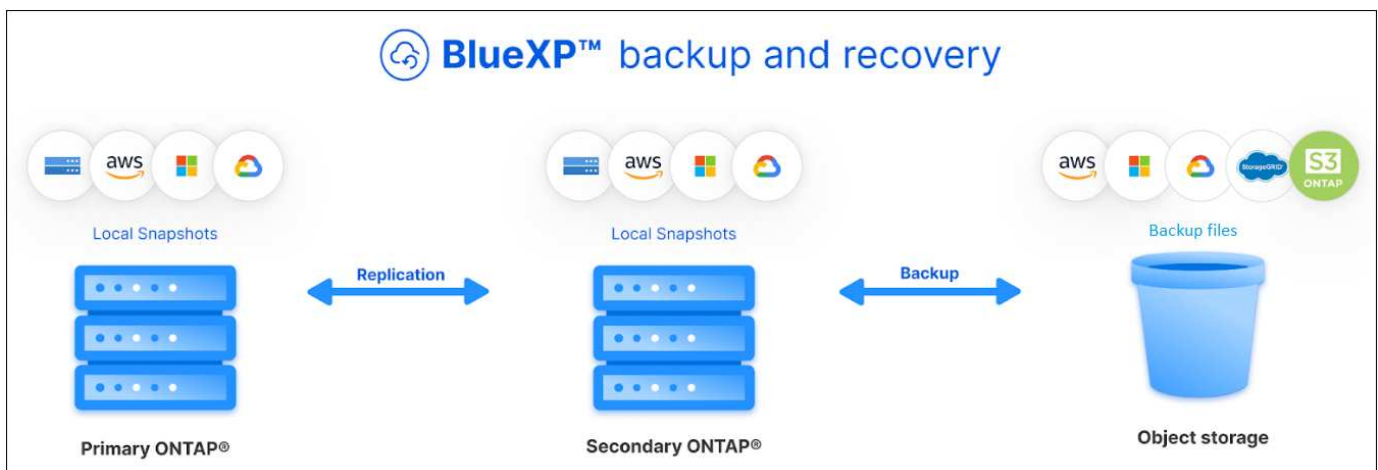 BlueXP™ backup and recovery
aws
aws
aws
StorageGRID
S3
ONTAP
Local Snapshots
Local Snapshots
Backup files
Replication
Backup
Primary ONTAP®
Secondary ONTAP®
Object storage